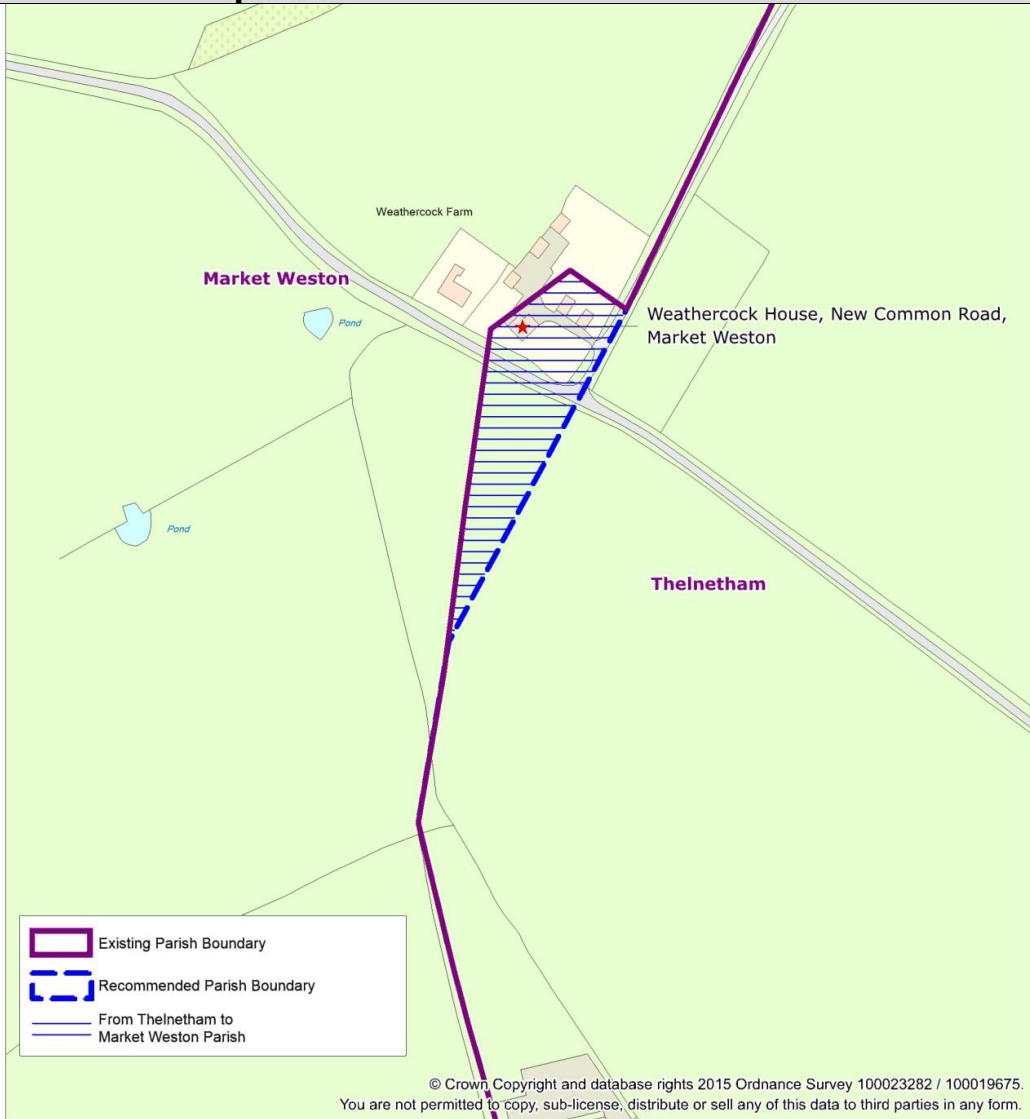 Weathercock Farm
Market Weston
Pond
Weathercock House, New Common Road,
Market Weston
Pond
Thelnetham
Existing Parish Boundary
Recommended Parish Boundary
From Thelnetham to
Market Weston Parish
© Crown Copyright and database rights 2015 Ordnance Survey 100023282 / 100019675.
You are not permitted to copy, sub-license, distribute or sell any of this data to third parties in any form.